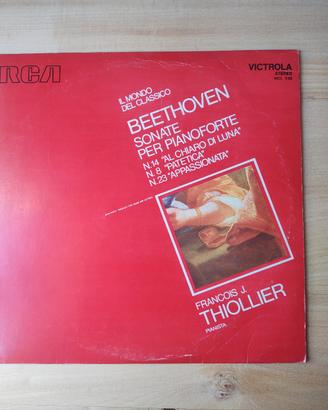 RCA
VICTROLA
STEREO
IL MONDO
DEL CLASSICO
BEETHOVEN
SONATE
PER PIANOFORTE
N.14 "AL CHIARO DI LUNA"
N. 8 "PATETICA"
N.23 "APPASSIONATA"
FRANCOIS J.
THIOLLIER
PIANISTA